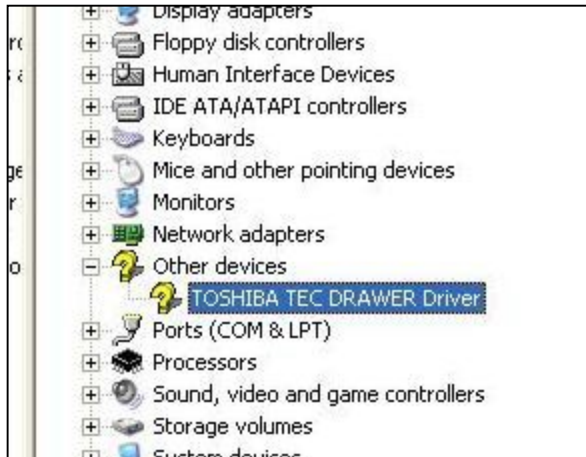 Display adapters
Floppy disk controllers
Human Interface Devices
IDE ATA/ATAPI controllers
Keyboards
Mice and other pointing devices
Monitors
Network adapters
Other devices
TOSHIBA TEC DRAWER Driver
Ports (COM & LPT)
Processors
Sound, video and game controllers
Storage volumes
System devices